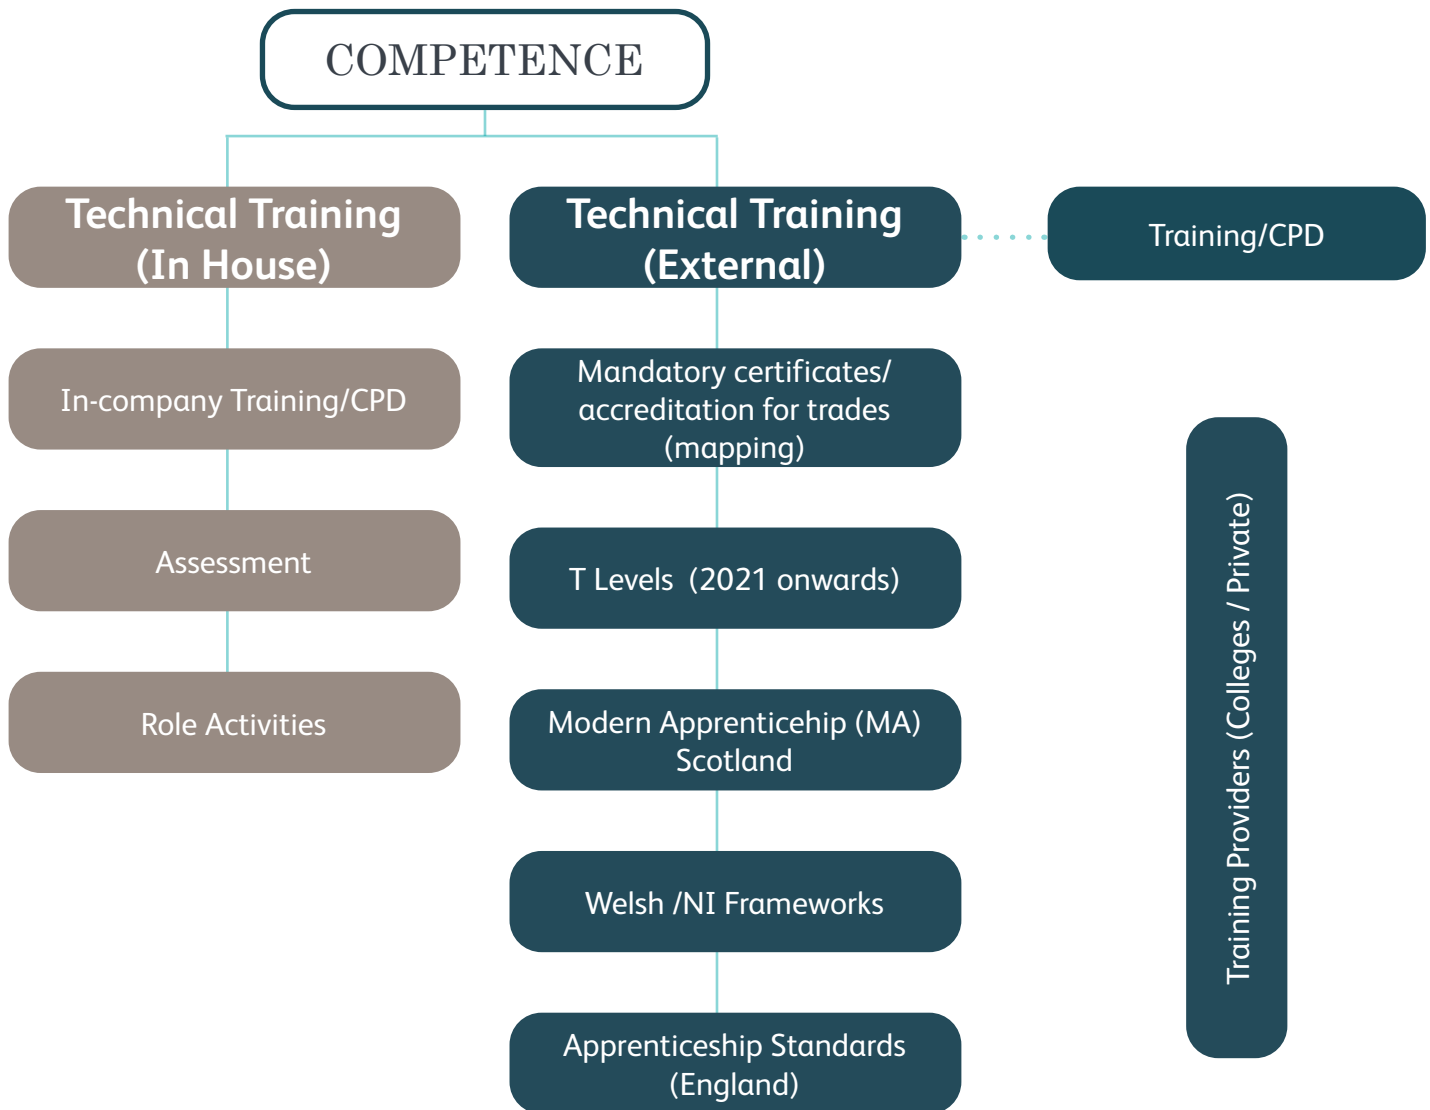 COMPETENCE
Technical Training
(In House)
In-company Training/CPD
Assessment
Role Activities
Technical Training
(External)
Mandatory certificates/
accreditation for trades
(mapping)
T Levels  (2021 onwards)
Modern Apprenticehip (MA)
Scotland
Welsh /NI Frameworks
Apprenticeship Standards
(England)
Training/CPD
Training Providers (Colleges / Private)